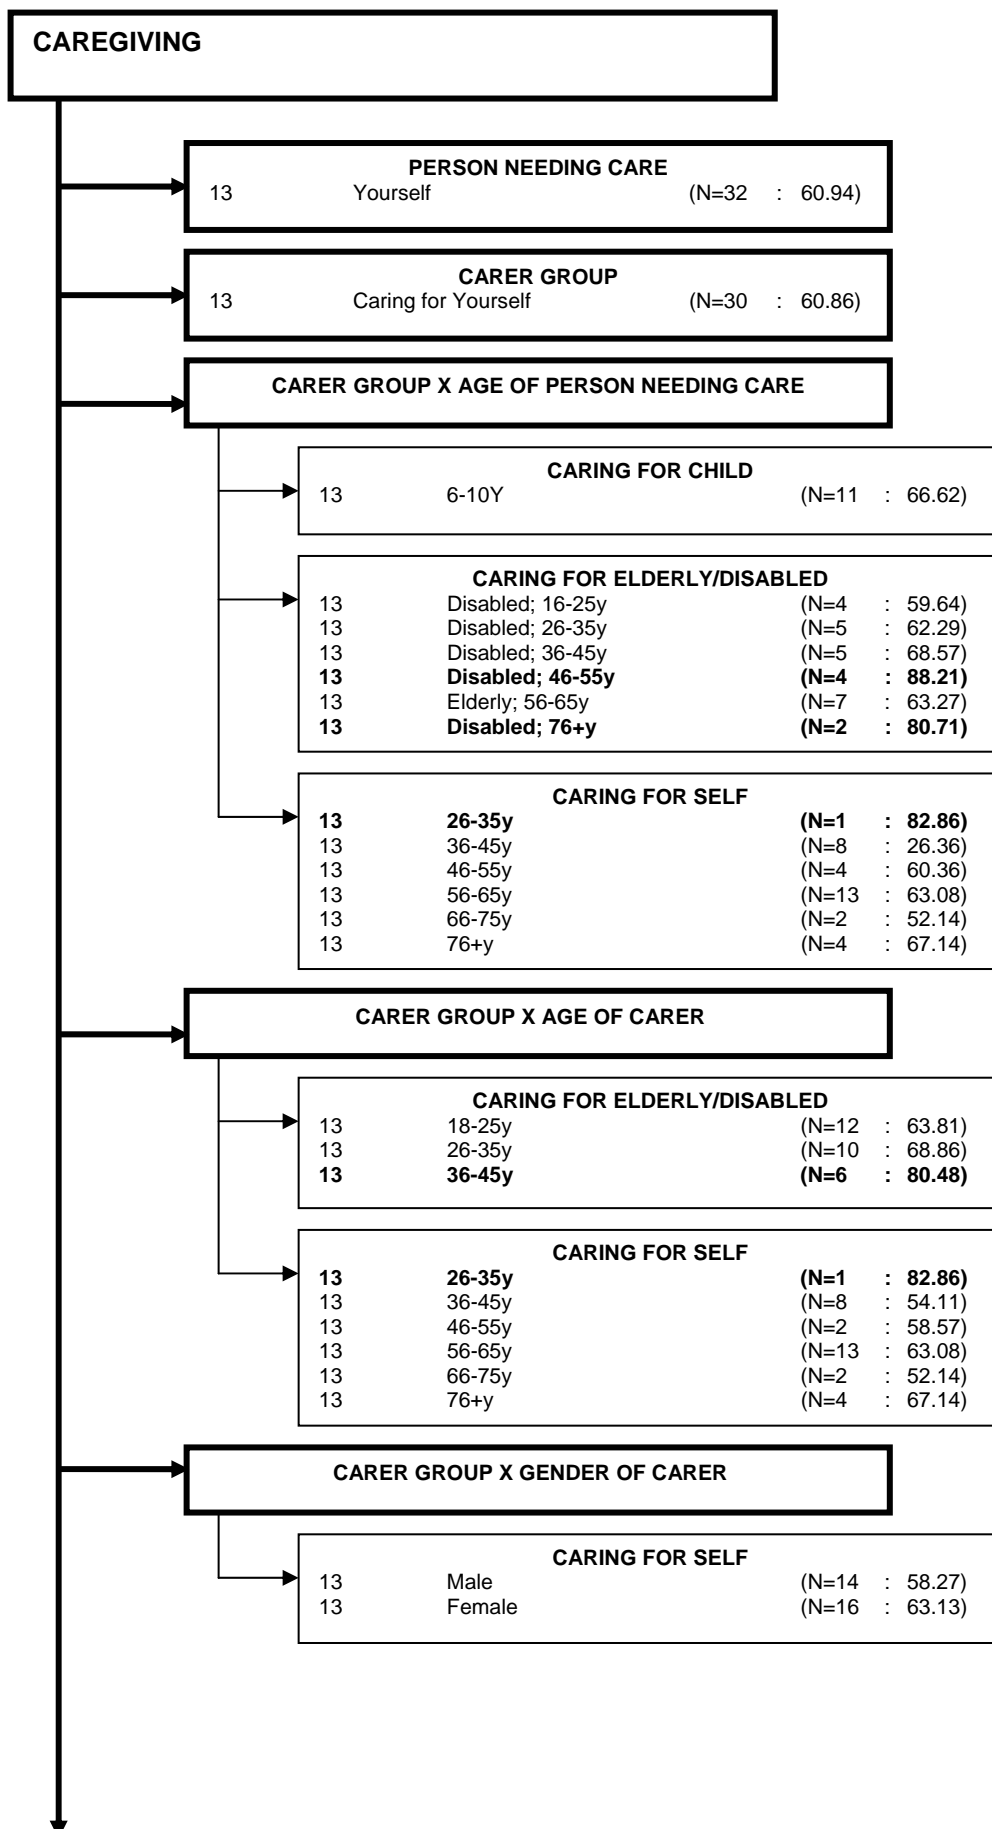 CAREGIVING
PERSON NEEDING CARE
13 Yourself (N=32 : 60.94)
CARER GROUP
13 Caring for Yourself (N=30 : 60.86)
CARER GROUP X AGE OF PERSON NEEDING CARE
CARING FOR CHILD
13 6-10Y (N=11 : 66.62)
CARING FOR ELDERLY/DISABLED
13 Disabled; 16-25y (N=4 : 59.64)
13 Disabled; 26-35y (N=5 : 62.29)
13 Disabled; 36-45y (N=5 : 68.57)
13 Disabled; 46-55y (N=4 : 88.21)
13 Elderly; 56-65y (N=7 : 63.27)
13 Disabled; 76+y (N=2 : 80.71)
CARING FOR SELF
13 26-35y (N=1 : 82.86)
13 36-45y (N=8 : 26.36)
13 46-55y (N=4 : 60.36)
13 56-65y (N=13 : 63.08)
13 66-75y (N=2 : 52.14)
13 76+y (N=4 : 67.14)
CARER GROUP X AGE OF CARER
CARING FOR ELDERLY/DISABLED
13 18-25y (N=12 : 63.81)
13 26-35y (N=10 : 68.86)
13 36-45y (N=6 : 80.48)
CARING FOR SELF
13 26-35y (N=1 : 82.86)
13 36-45y (N=8 : 54.11)
13 46-55y (N=2 : 58.57)
13 56-65y (N=13 : 63.08)
13 66-75y (N=2 : 52.14)
13 76+y (N=4 : 67.14)
CARER GROUP X GENDER OF CARER
CARING FOR SELF
13 Male (N=14 : 58.27)
13 Female (N=16 : 63.13)